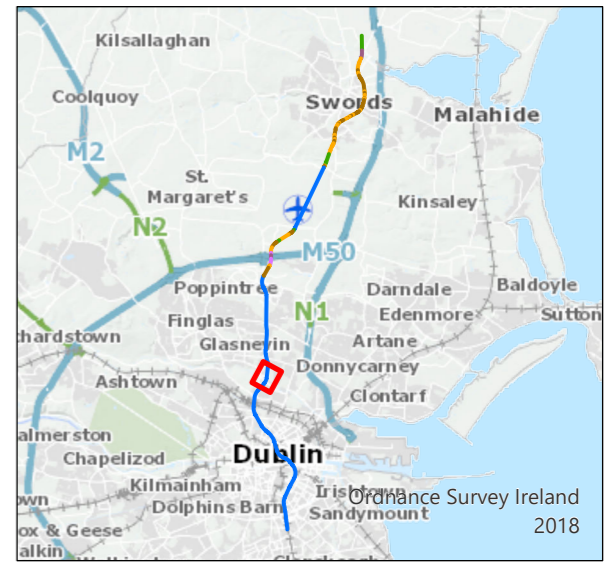 Kilsallaghan
Coolquoy
Swords
Malahide
M2
St.
Margaret's
Kinsaley
N2
M50
Poppintree
Darndale
Baldoyle
N1
Edenmore
Sutton
Finglas
Artane
chardstown
Glasnevin
Donnycarney
Ashtown
Clontarf
almerston
Dublin
Chapelizod
Kilmainham
Irishtown
Ordnance Survey Ireland
Dolphins Barn
Sandymount
2018
own
ox & Geese
alkin